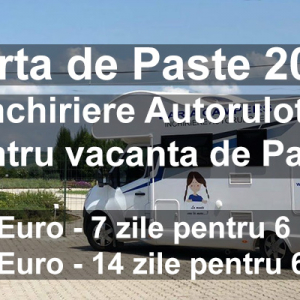 rta de Paste 20
nchiriere Autorulot
ntru vacanta de Pa
Euro - 7 zile pentru 6
Euro - 14 zile pentru 6